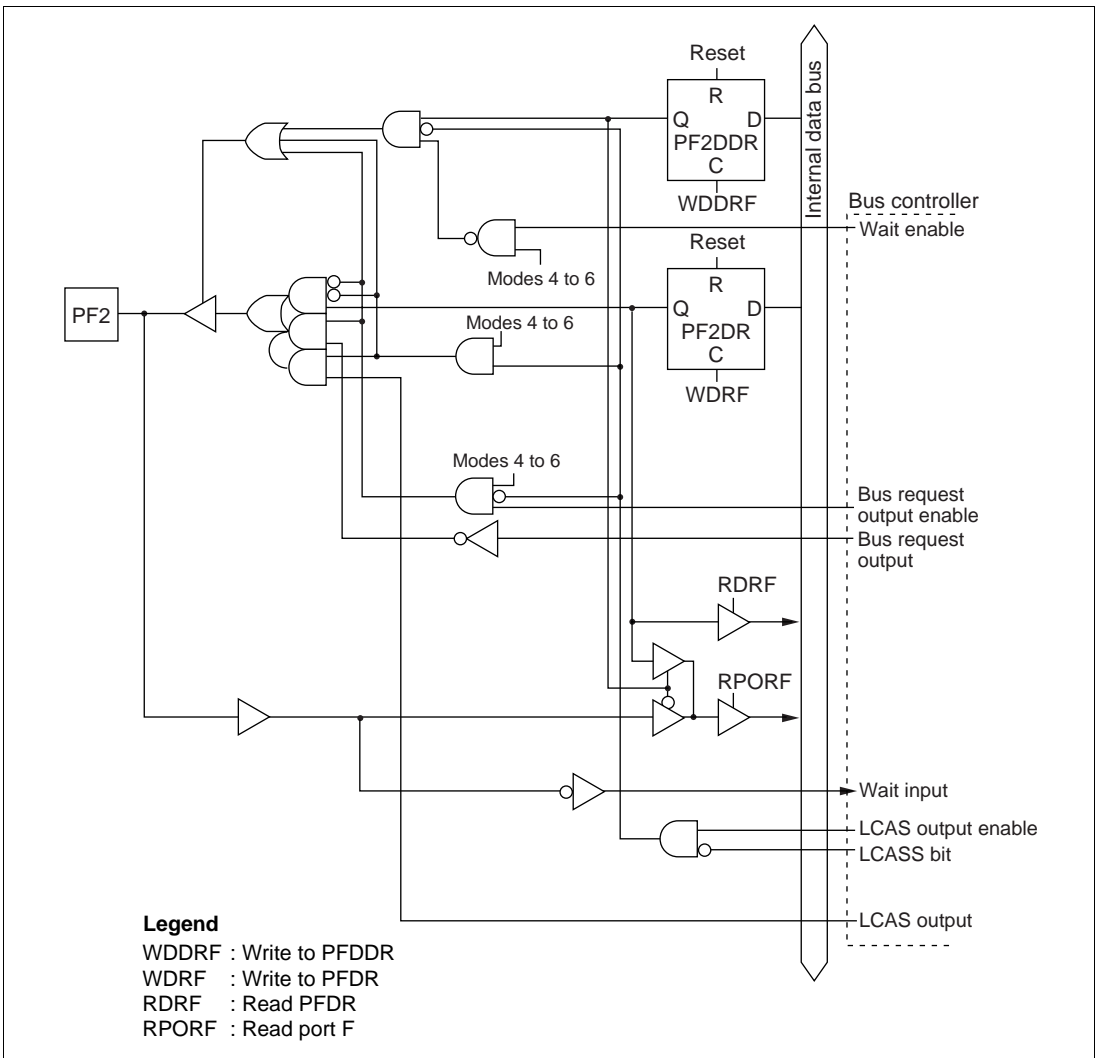 Reset
R
Q D
PF2DDR
C
WDDRF
Internal data bus
Bus controller
Wait enable
Modes 4 to 6
Reset
R
Q D
PF2DR
C
WDRF
PF2
Modes 4 to 6
Modes 4 to 6
Bus request
output enable
Bus request
output
RDRF
RPORF
Wait input
LCAS output enable
LCASS bit
LCAS output
Legend
WDDRF : Write to PFDDR
WDRF : Write to PFDR
RDRF : Read PFDR
RPORF : Read port F